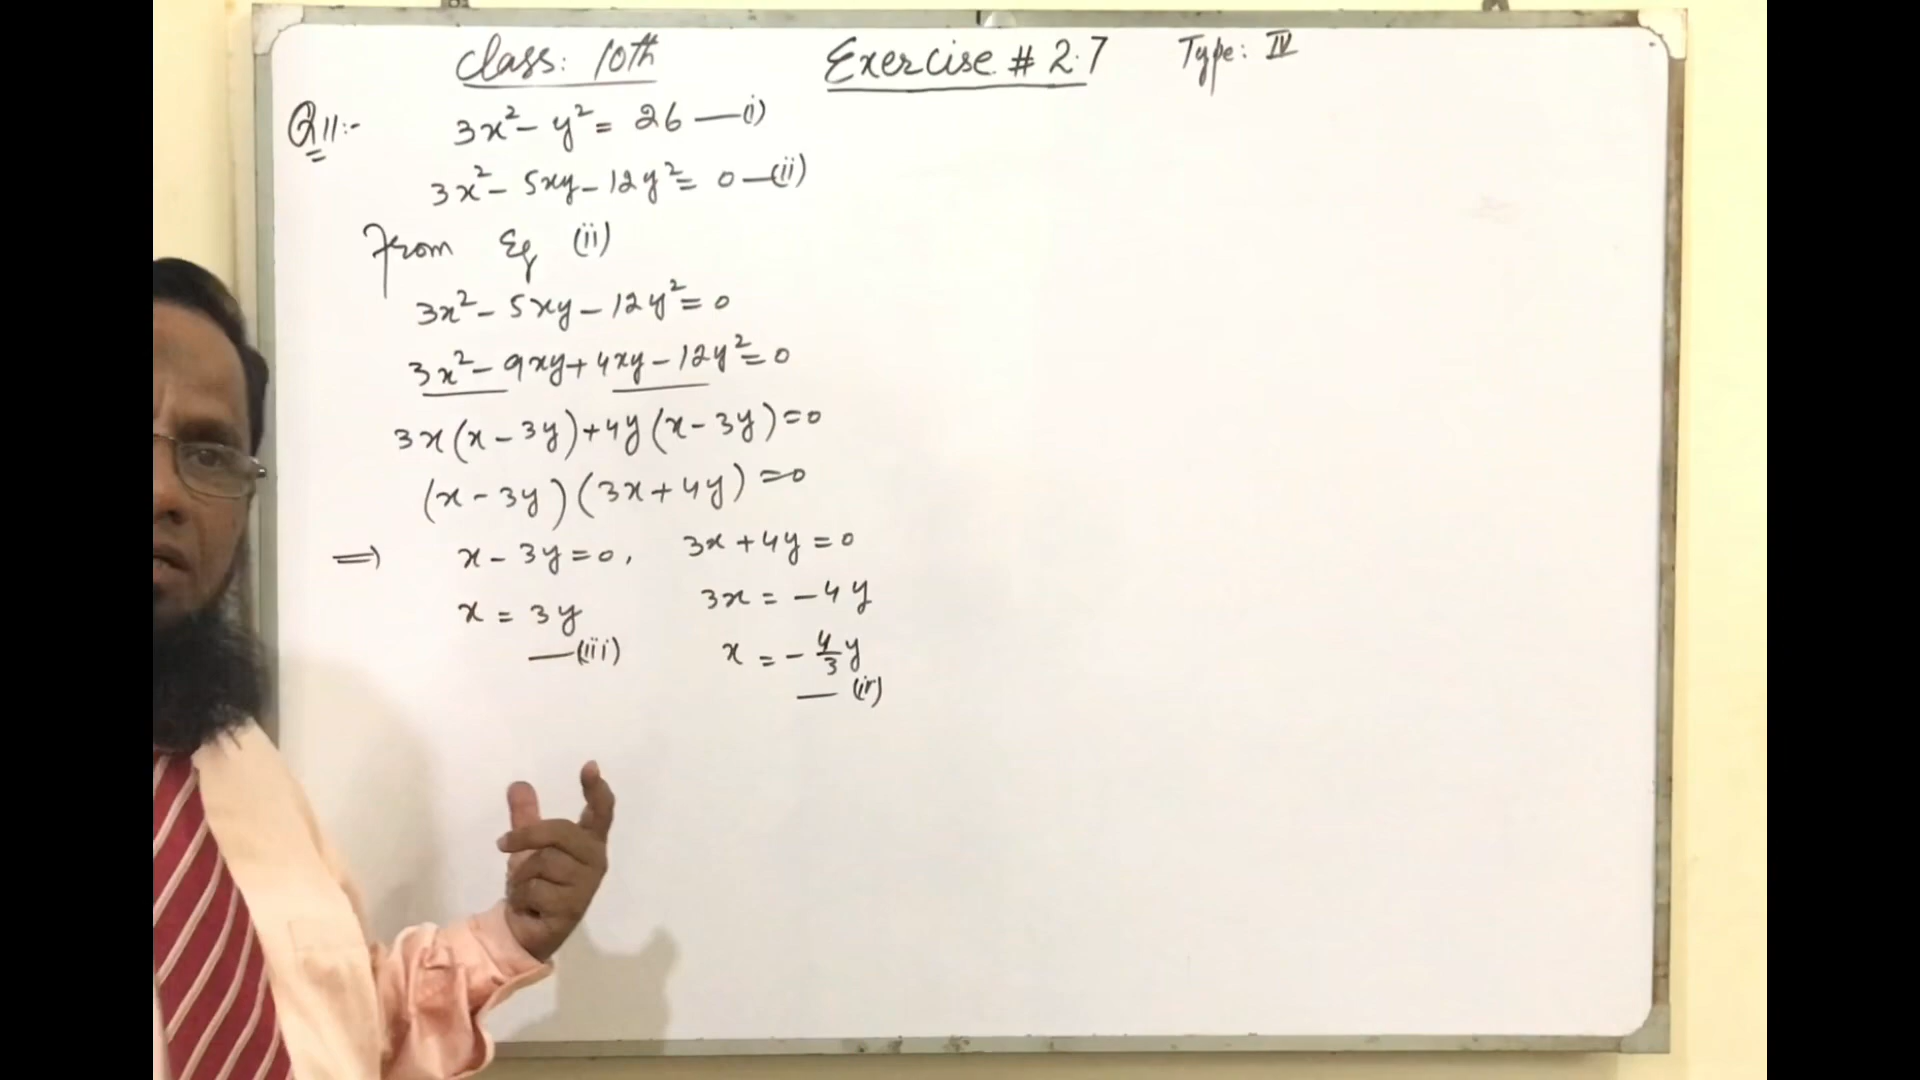 Class: 10th Exercise # 2.7 Type: IV
Q11:- 3x² - y² = 26 —(i)
3x² - 5xy - 12y² = 0 —(ii)
From Eq (ii)
3x² - 5xy - 12y² = 0
3x² - 9xy + 4xy - 12y² = 0
3x(x - 3y) + 4y(x - 3y) = 0
(x - 3y)(3x + 4y) = 0
⇒ x - 3y = 0, 3x + 4y = 0
x = 3y 3x = -4y
—(iii) x = -4/3 y
—(iv)